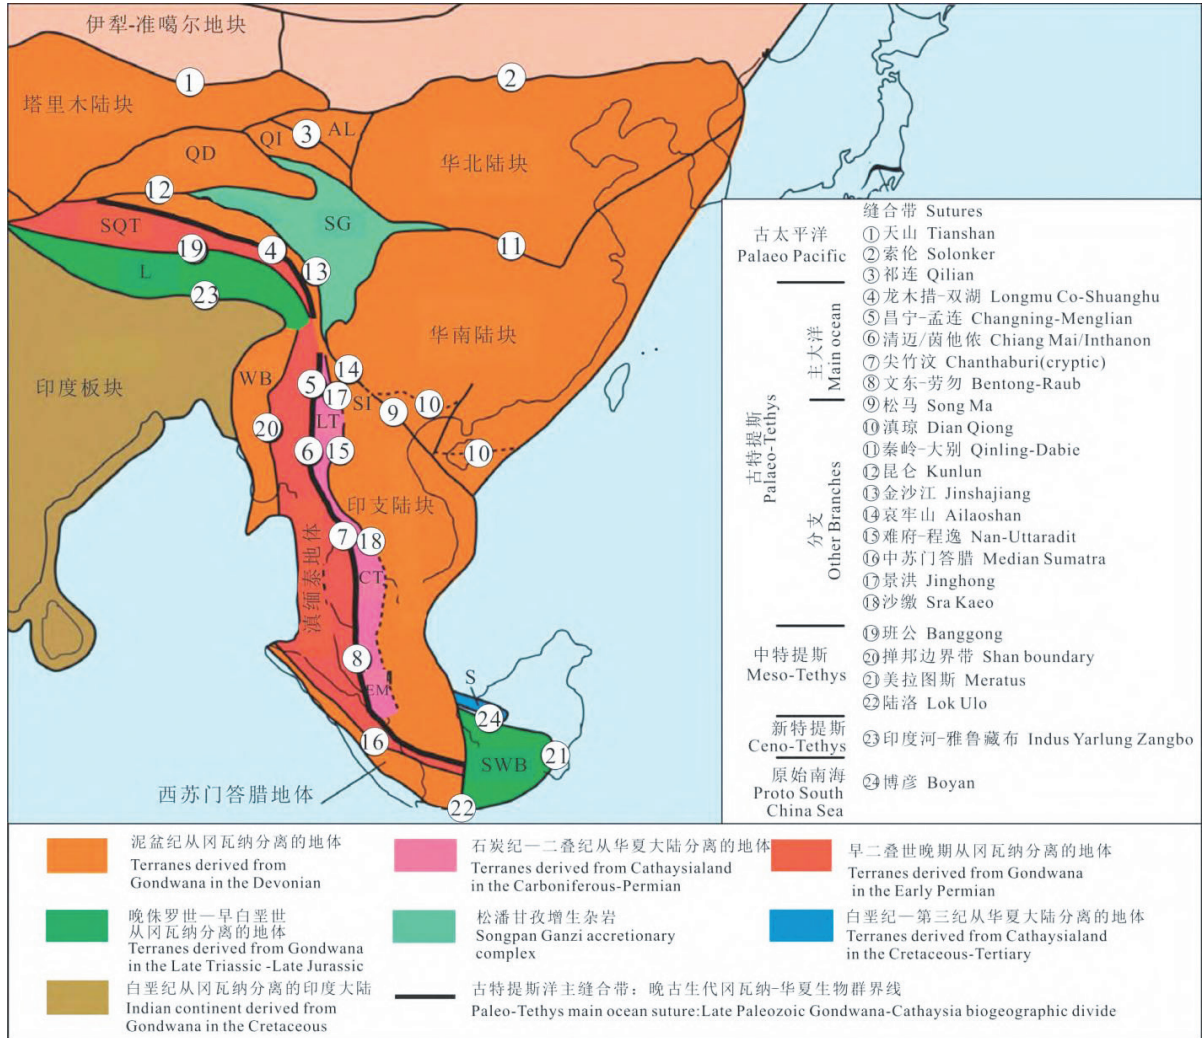 伊犁-准噶尔地块
①
②
塔里木陆块
QI
③
AL
华北陆块
QD
⑫
SQT
SG
⑲
④
⑪
L
⑬
㉓
华南陆块
印度板块
WB
⑭
⑤
⑰
SI
⑨
⑩
⑳
LT
⑥
⑮
⑩
印支陆块
⑦
⑱
滇缅泰地体
CT
⑧
EM
S
㉔
⑯
SWB
㉑
西苏门答腊地体
㉒
缝合带 Sutures
古太平洋
Palaeo Pacific
①天山 Tianshan
②索伦 Solonker
③祁连 Qilian
古特提斯
Palaeo-Tethys
主大洋
Main ocean
④龙木措-双湖 Longmu Co-Shuanghu
⑤昌宁-孟连 Changning-Menglian
⑥清迈/茵他侬 Chiang Mai/Inthanon
⑦尖竹汶 Chanthaburi(cryptic)
⑧文东-劳勿 Bentong-Raub
分支
Other Branches
⑨松马 Song Ma
⑩滇琼 Dian Qiong
⑪秦岭-大别 Qinling-Dabie
⑫昆仑 Kunlun
⑬金沙江 Jinshajiang
⑭哀牢山 Ailaoshan
⑮难府-程逸 Nan-Uttaradit
⑯中苏门答腊 Median Sumatra
⑰景洪 Jinghong
⑱沙缴 Sra Kaeo
中特提斯
Meso-Tethys
⑲班公 Banggong
⑳掸邦边界带 Shan boundary
㉑美拉图斯 Meratus
㉒陆洛 Lok Ulo
新特提斯
Ceno-Tethys
㉓印度河-雅鲁藏布 Indus Yarlung Zangbo
原始南海
Proto South
China Sea
㉔博彦 Boyan
泥盆纪从冈瓦纳分离的地体
Terranes derived from
Gondwana in the Devonian
石炭纪—二叠纪从华夏大陆分离的地体
Terranes derived from Cathaysialand
in the Carboniferous-Permian
早二叠世晚期从冈瓦纳分离的地体
Terranes derived from Gondwana
in the Early Permian
晚侏罗世—早白垩世
从冈瓦纳分离的地体
Terranes derived from Gondwana
in the Late Triassic -Late Jurassic
松潘甘孜增生杂岩
Songpan Ganzi accretionary
complex
白垩纪—第三纪从华夏大陆分离的地体
Terranes derived from Cathaysialand
in the Cretaceous-Tertiary
白垩纪从冈瓦纳分离的印度大陆
Indian continent derived from
Gondwana in the Cretaceous
古特提斯洋主缝合带：晚古生代冈瓦纳-华夏生物群界线
Paleo-Tethys main ocean suture:Late Paleozoic Gondwana-Cathaysia biogeographic divide